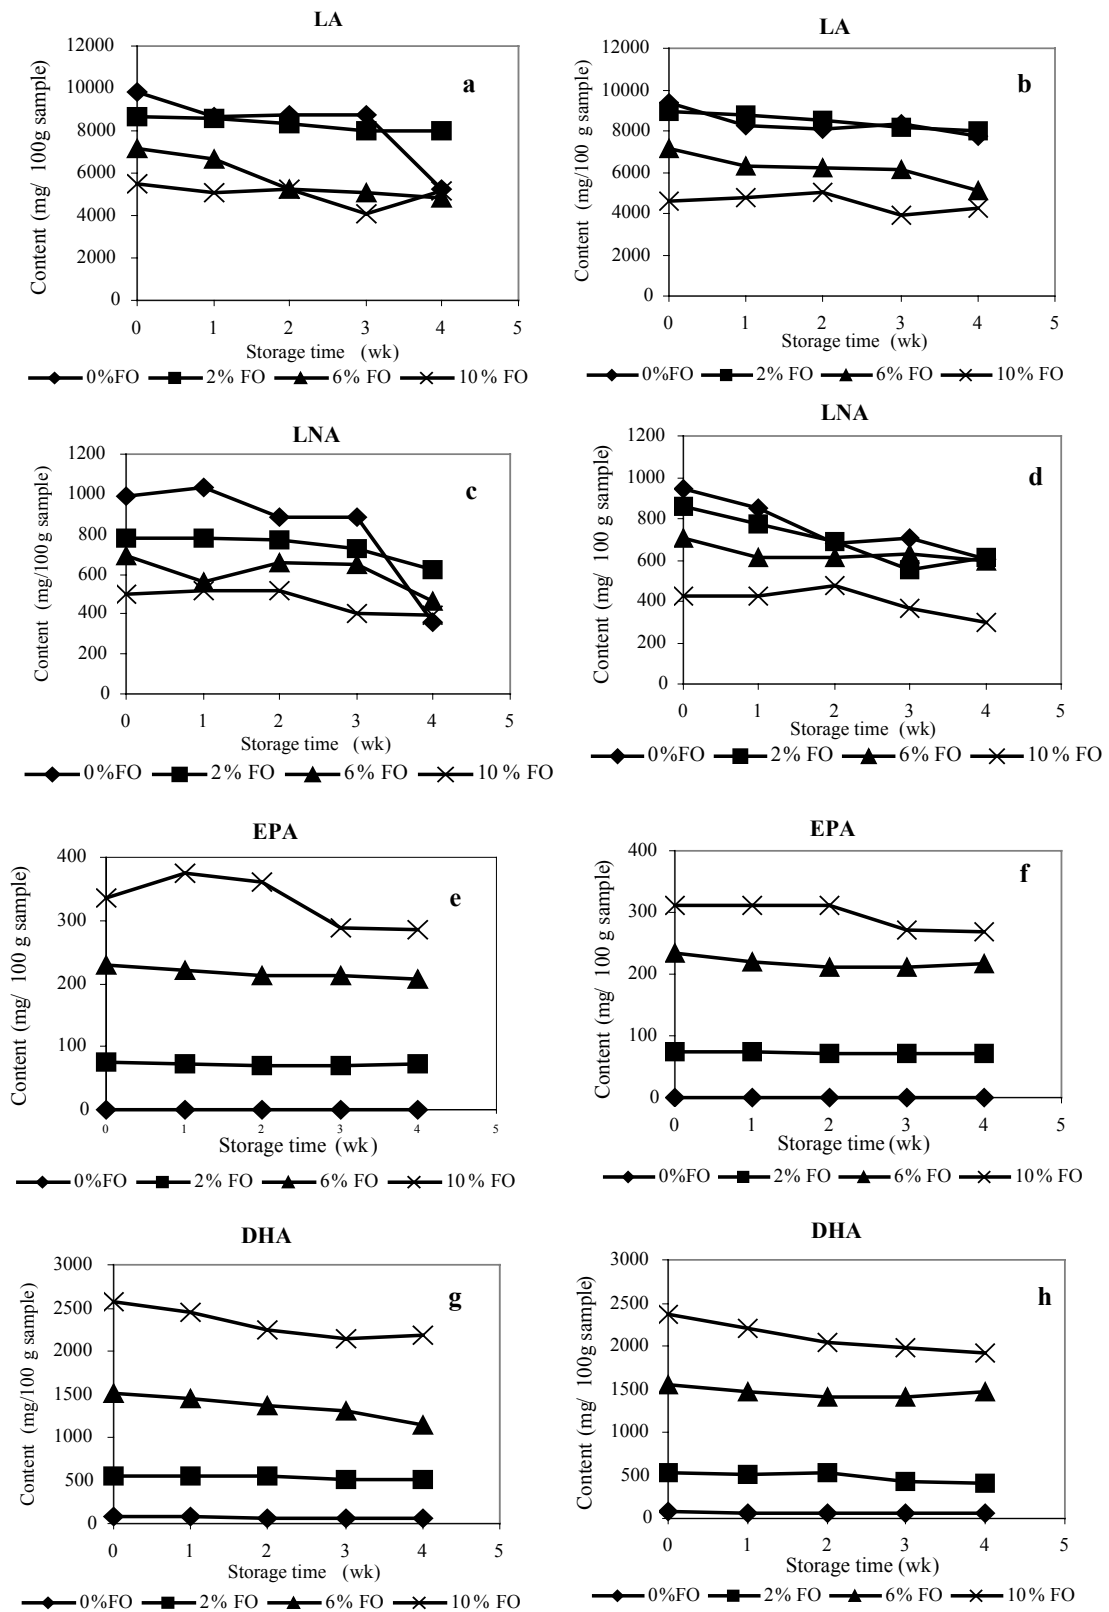 LA
12000
10000
8000
6000
4000
2000
0
Content (mg/ 100g sample)
a
0 1 2 3 4 5
Storage time (wk)
0%FO 2% FO 6% FO 10% FO
LA
12000
10000
8000
6000
4000
2000
0
Content (mg/100 g sample)
b
0 1 2 3 4 5
Storage time (wk)
0%FO 2% FO 6% FO 10% FO
LNA
1200
1000
800
600
400
200
0
Content (mg/100g sample)
c
0 1 2 3 4 5
Storage time (wk)
0%FO 2% FO 6% FO 10% FO
LNA
1200
1000
800
600
400
200
0
Content (mg/ 100 g sample)
d
0 1 2 3 4 5
Storage time (wk)
0%FO 2% FO 6% FO 10% FO
EPA
400
300
200
100
0
Content (mg/ 100 g sample)
e
0 1 2 3 4 5
Storage time (wk)
0%FO 2% FO 6% FO 10% FO
EPA
400
300
200
100
0
Content (mg/ 100 g sample)
f
0 1 2 3 4 5
Storage time (wk)
0%FO 2% FO 6% FO 10% FO
DHA
3000
2500
2000
1500
1000
500
0
Content (mg/100 g sample)
g
0 1 2 3 4 5
Storage time (wk)
0%FO 2% FO 6% FO 10% FO
DHA
3000
2500
2000
1500
1000
500
0
Content (mg/ 100g sample)
h
0 1 2 3 4 5
Storage time (wk)
0%FO 2% FO 6% FO 10% FO